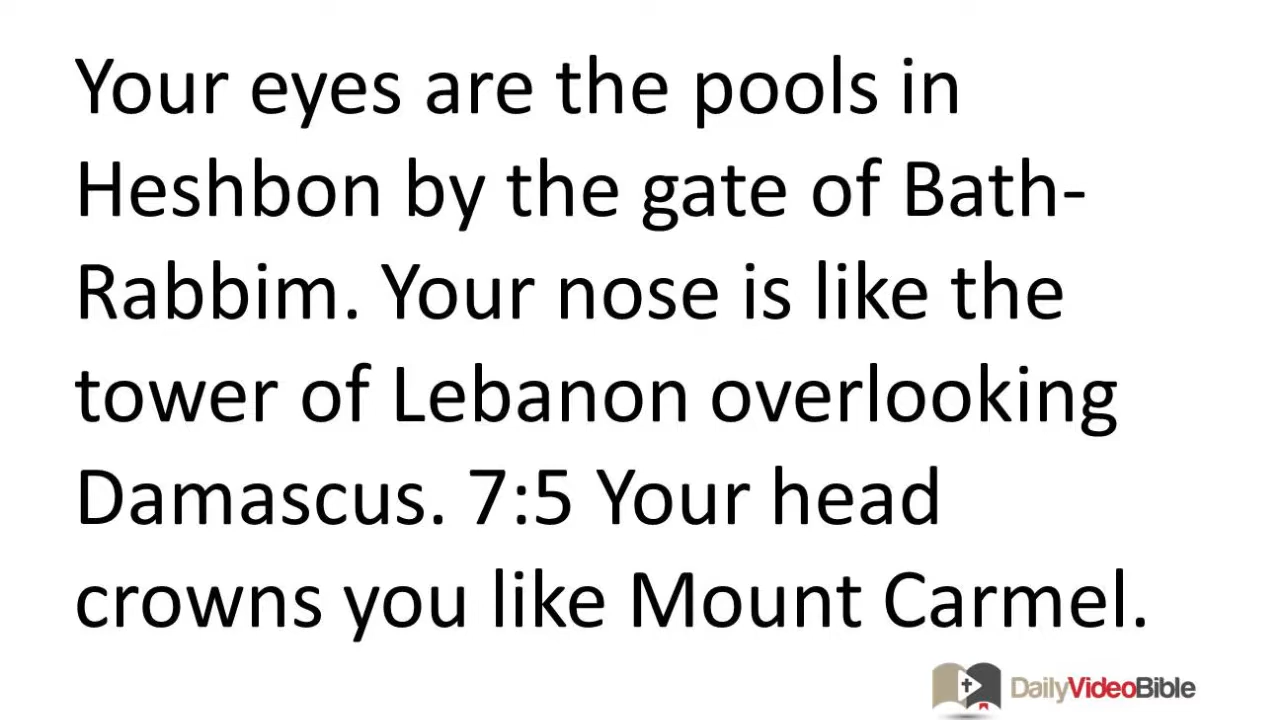 Your eyes are the pools in
Heshbon by the gate of Bath-
Rabbim. Your nose is like the
tower of Lebanon overlooking
Damascus. 7:5 Your head
crowns you like Mount Carmel.
DailyVideoBible